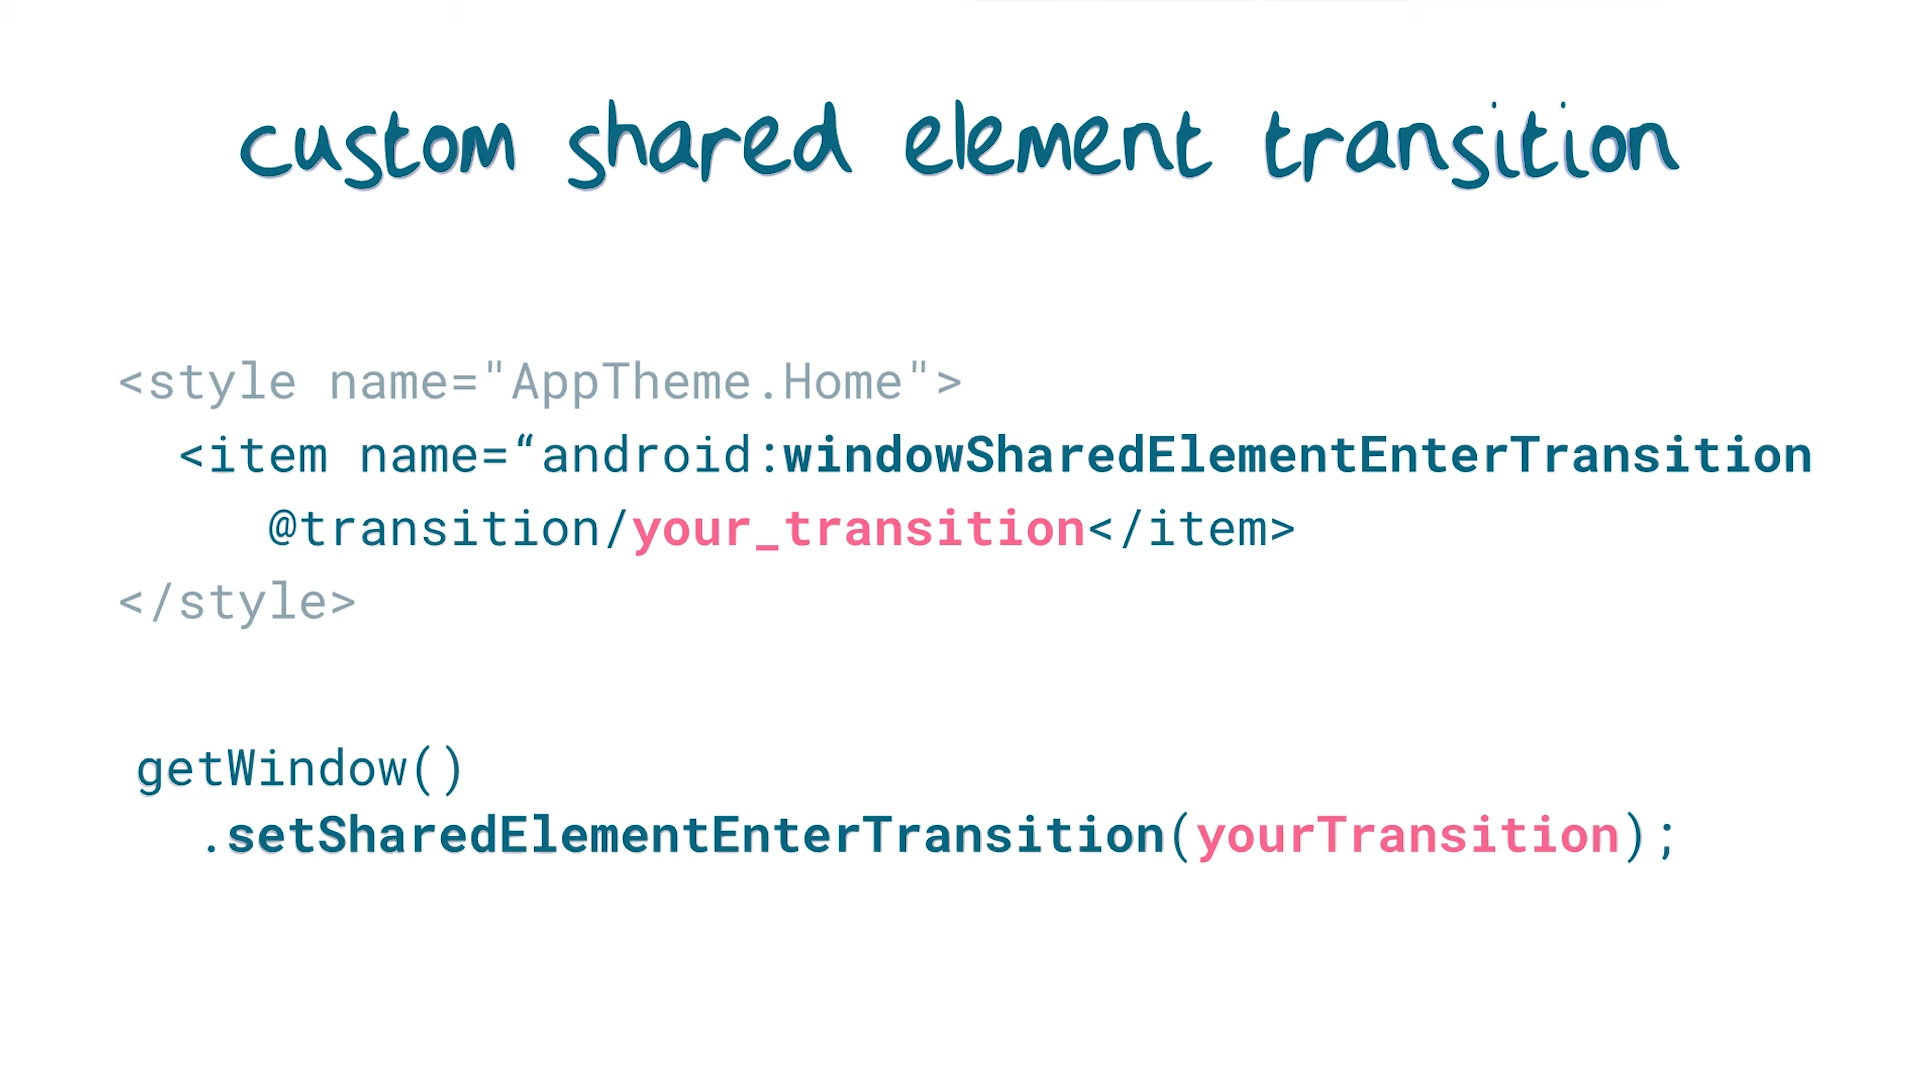 custom shared element transition
<style name="AppTheme.Home">
<item name=“android:windowSharedElementEnterTransition
@transition/your_transition</item>
</style>
getWindow()
.setSharedElementEnterTransition(yourTransition);